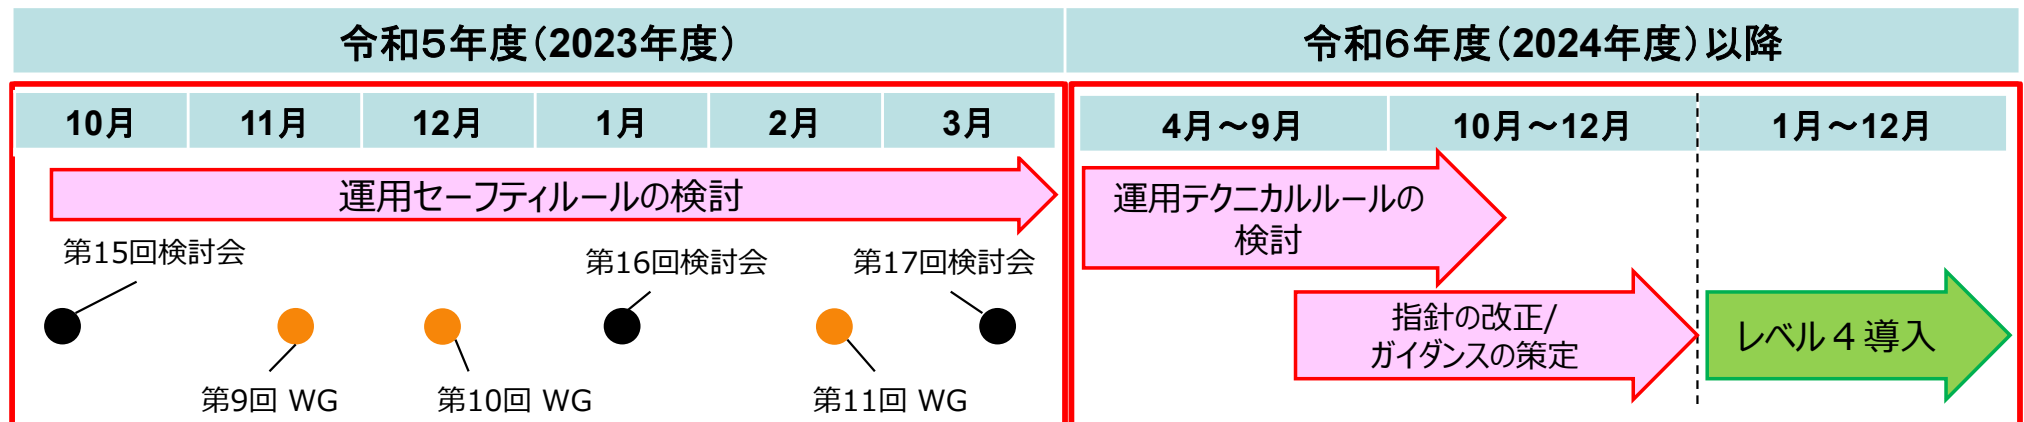 令和5年度（2023年度）
令和6年度（2024年度）以降
10月
11月
12月
1月
2月
3月
4月～9月
10月～12月
1月～12月
運用セーフティルールの検討
運用テクニカルルールの
検討
第15回検討会
第16回検討会
第17回検討会
指針の改正/
ガイダンスの策定
レベル４導入
第9回 WG
第10回 WG
第11回 WG